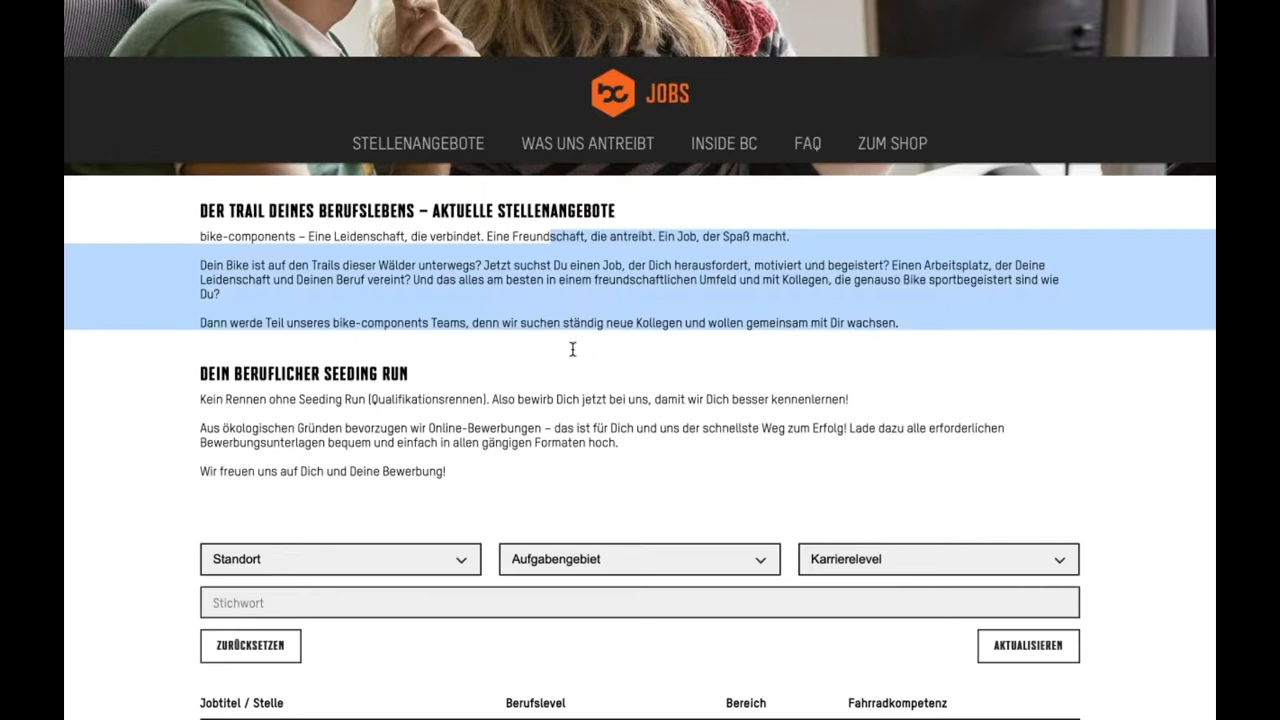 bc JOBS
STELLENANGEBOTE WAS UNS ANTREIBT INSIDE BC FAQ ZUM SHOP
DER TRAIL DEINES BERUFSLEBENS – AKTUELLE STELLENANGEBOTE
bike-components – Eine Leidenschaft, die verbindet. Eine Freundschaft, die antreibt. Ein Job, der Spaß macht.
Dein Bike ist auf den Trails dieser Wälder unterwegs? Jetzt suchst Du einen Job, der Dich herausfordert, motiviert und begeistert? Einen Arbeitsplatz, der Deine
Leidenschaft und Deinen Beruf vereint? Und das alles am besten in einem freundschaftlichen Umfeld und mit Kollegen, die genauso Bike sportbegeistert sind wie
Du?
Dann werde Teil unseres bike-components Teams, denn wir suchen ständig neue Kollegen und wollen gemeinsam mit Dir wachsen.
DEIN BERUFLICHER SEEDING RUN
Kein Rennen ohne Seeding Run (Qualifikationsrennen). Also bewirb Dich jetzt bei uns, damit wir Dich besser kennenlernen!
Aus ökologischen Gründen bevorzugen wir Online-Bewerbungen – das ist für Dich und uns der schnellste Weg zum Erfolg! Lade dazu alle erforderlichen
Bewerbungsunterlagen bequem und einfach in allen gängigen Formaten hoch.
Wir freuen uns auf Dich und Deine Bewerbung!
Standort Aufgabengebiet Karrierelevel
Stichwort
ZURÜCKSETZEN AKTUALISIEREN
Jobtitel / Stelle Berufslevel Bereich Fahrradkompetenz